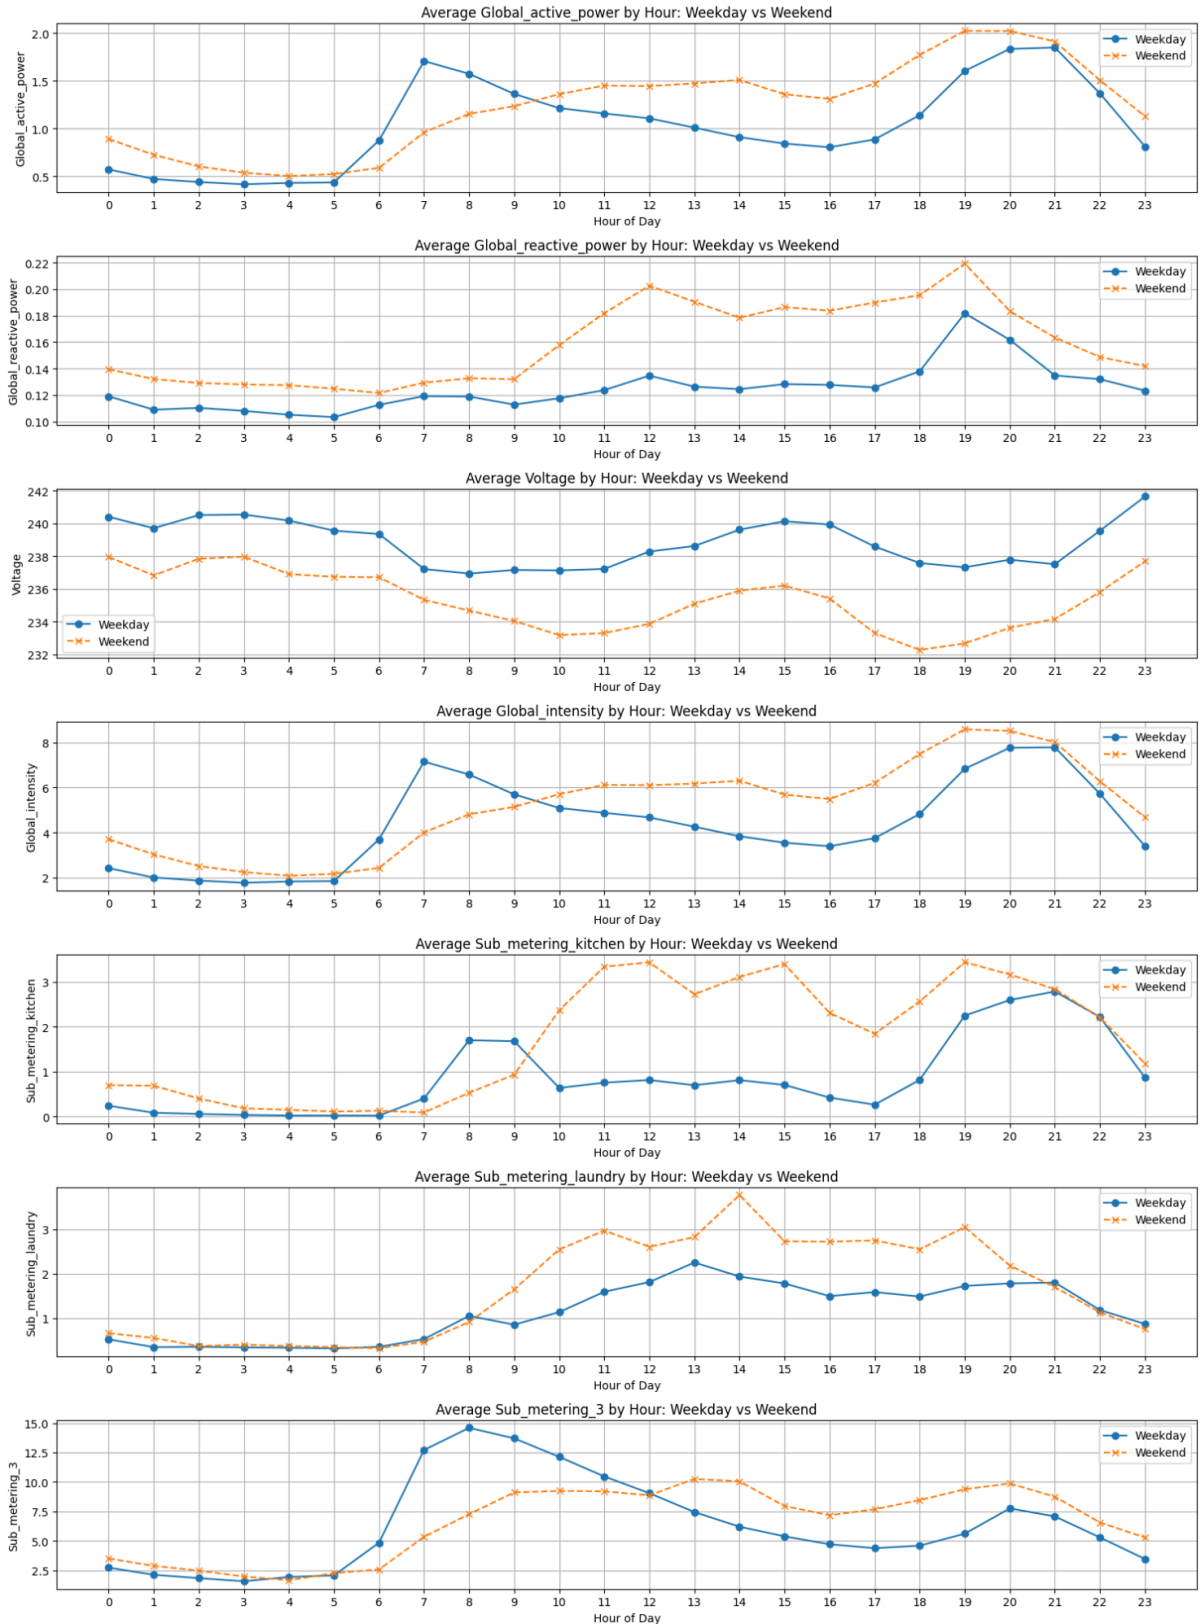 Average Global_active_power by Hour: Weekday vs Weekend
Global_active_power
2.0
1.5
1.0
0.5
Weekday
Weekend
0 1 2 3 4 5 6 7 8 9 10 11 12 13 14 15 16 17 18 19 20 21 22 23
Hour of Day
Average Global_reactive_power by Hour: Weekday vs Weekend
Global_reactive_power
0.22
0.20
0.18
0.16
0.14
0.12
0.10
Weekday
Weekend
0 1 2 3 4 5 6 7 8 9 10 11 12 13 14 15 16 17 18 19 20 21 22 23
Hour of Day
Average Voltage by Hour: Weekday vs Weekend
Voltage
242
240
238
236
234
232
Weekday
Weekend
0 1 2 3 4 5 6 7 8 9 10 11 12 13 14 15 16 17 18 19 20 21 22 23
Hour of Day
Average Global_intensity by Hour: Weekday vs Weekend
Global_intensity
8
6
4
2
Weekday
Weekend
0 1 2 3 4 5 6 7 8 9 10 11 12 13 14 15 16 17 18 19 20 21 22 23
Hour of Day
Average Sub_metering_kitchen by Hour: Weekday vs Weekend
Sub_metering_kitchen
3
2
1
0
Weekday
Weekend
0 1 2 3 4 5 6 7 8 9 10 11 12 13 14 15 16 17 18 19 20 21 22 23
Hour of Day
Average Sub_metering_laundry by Hour: Weekday vs Weekend
Sub_metering_laundry
3
2
1
Weekday
Weekend
0 1 2 3 4 5 6 7 8 9 10 11 12 13 14 15 16 17 18 19 20 21 22 23
Hour of Day
Average Sub_metering_3 by Hour: Weekday vs Weekend
Sub_metering_3
15.0
12.5
10.0
7.5
5.0
2.5
Weekday
Weekend
0 1 2 3 4 5 6 7 8 9 10 11 12 13 14 15 16 17 18 19 20 21 22 23
Hour of Day